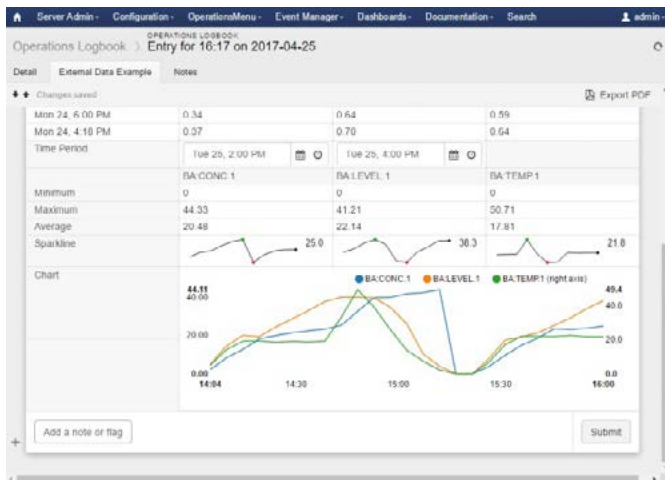 Server Admin Configuration OperationsMenu Event Manager Dashboards Documentation Search admin
OPERATIONS LOGBOOK
Operations Logbook Entry for 16:17 on 2017-04-25
Detail External Data Example Notes
Changes saved Export PDF
Mon 24, 6:00 PM 0.34 0.64 0.59
Mon 24, 4:18 PM 0.37 0.70 0.64
Time Period Tue 25, 2:00 PM Tue 25, 4:00 PM
BA:CONC.1 BA:LEVEL.1 BA:TEMP.1
Minimum 0 0 0
Maximum 44.33 41.21 50.71
Average 20.48 22.14 17.81
Sparkline 25.0 38.3 21.8
Chart BA:CONC.1 BA:LEVEL.1 BA:TEMP.1 (right axis)
44.11 49.4
40.00 40.0
20.00 20.0
0.00 0.0
14:04 14:30 15:00 15:30 16:00
Add a note or flag Submit